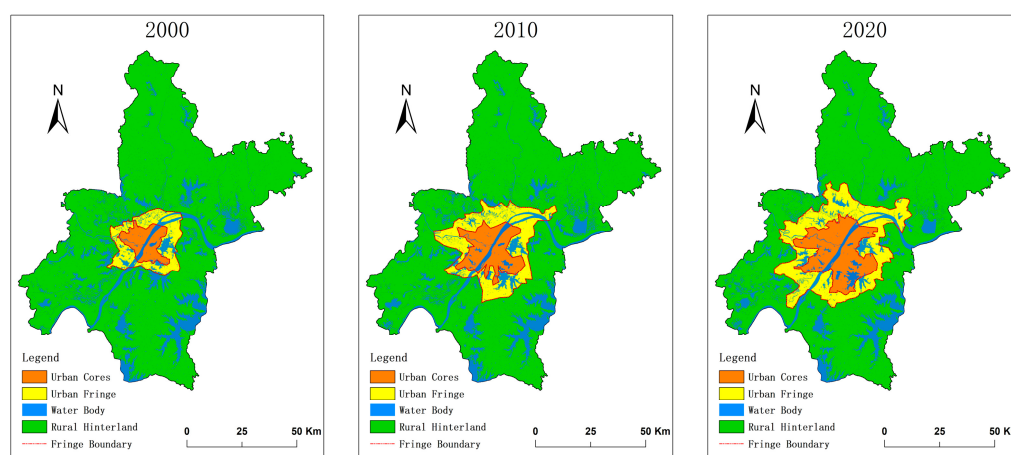 2000
N
Legend
Urban Cores
Urban Fringe
Water Body
Rural Hinterland
Fringe Boundary
0 25 50 Km
2010
N
Legend
Urban Cores
Urban Fringe
Water Body
Rural Hinterland
Fringe Boundary
0 25 50 Km
2020
N
Legend
Urban Cores
Urban Fringe
Water Body
Rural Hinterland
Fringe Boundary
0 25 50 Km